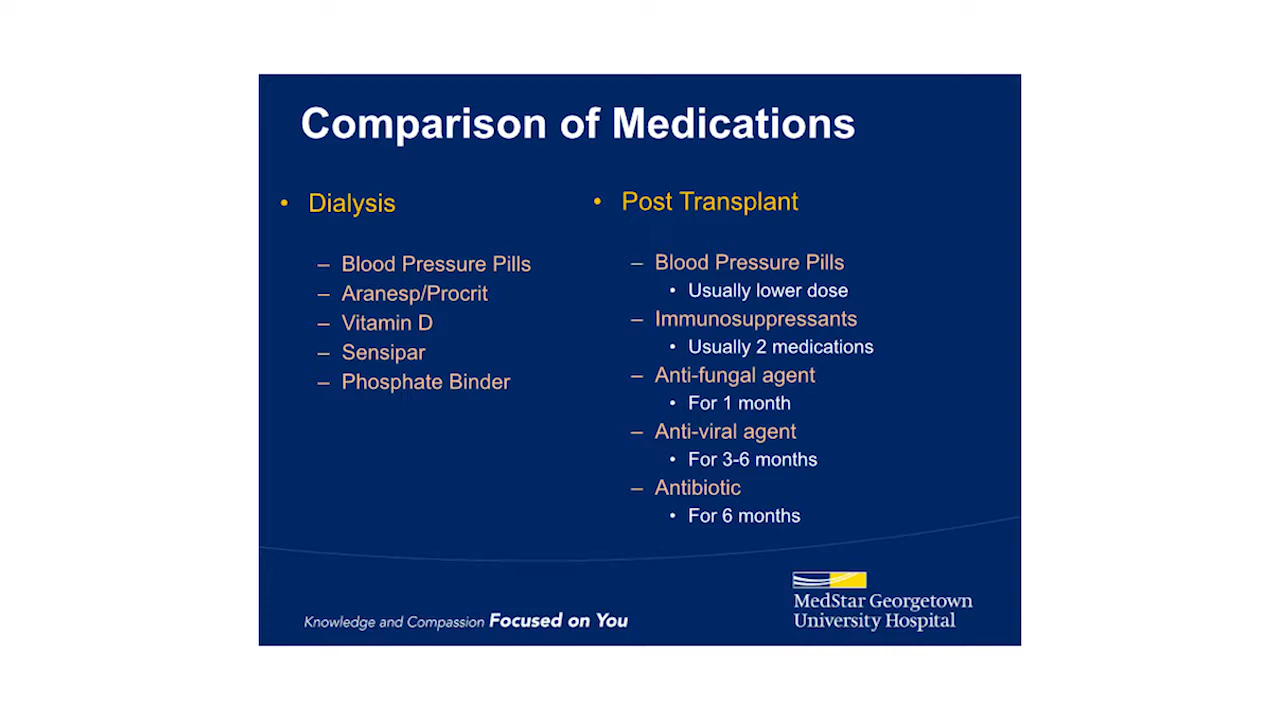 Comparison of Medications
• Dialysis
– Blood Pressure Pills
– Aranesp/Procrit
– Vitamin D
– Sensipar
– Phosphate Binder
• Post Transplant
– Blood Pressure Pills
• Usually lower dose
– Immunosuppressants
• Usually 2 medications
– Anti-fungal agent
• For 1 month
– Anti-viral agent
• For 3-6 months
– Antibiotic
• For 6 months
Knowledge and Compassion Focused on You
MedStar Georgetown
University Hospital